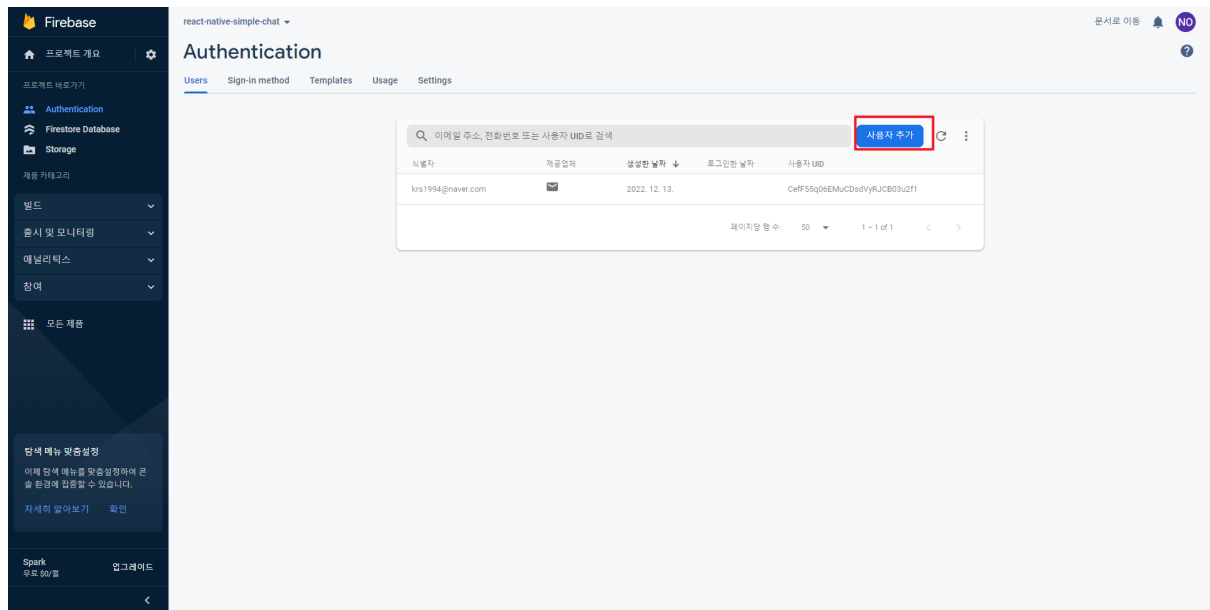 Firebase
react-native-simple-chat
문서로 이동
NO
프로젝트 개요
Authentication
프로젝트 바로가기
Users Sign-in method Templates Usage Settings
Authentication
Firestore Database
Storage
이메일 주소, 전화번호 또는 사용자 UID로 검색
사용자 추가
식별자 제공업체 생성한 날짜 로그인한 날짜 사용자 UID
제품 카테고리
krs1994@naver.com 2022. 12. 13. CefF55q06EMuCDsdVyRJCB03u2f1
빌드
페이지당 행 수: 50 1 – 1 of 1
출시 및 모니터링
애널리틱스
참여
모든 제품
탐색 메뉴 맞춤설정
이제 탐색 메뉴를 맞춤설정하여 콘
솔 환경에 집중할 수 있습니다.
자세히 알아보기 확인
Spark
무료 $0/월
업그레이드